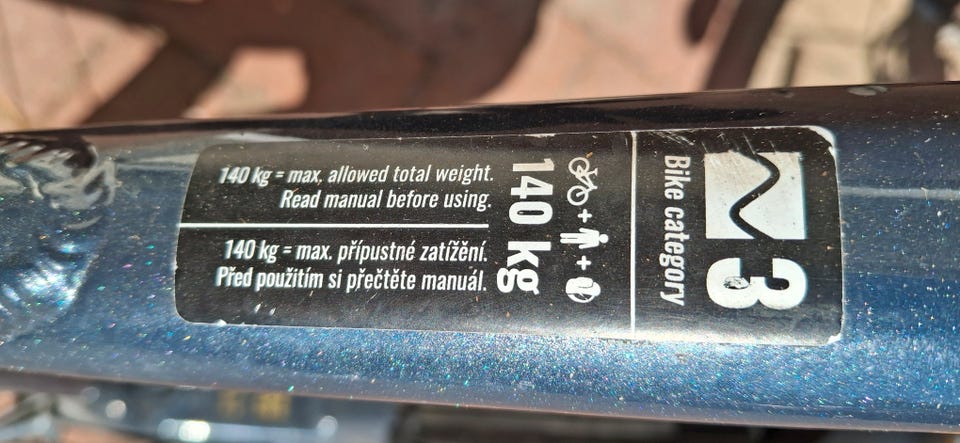 140 kg = max. allowed total weight.
Read manual before using.
140 kg = max. přípustné zatížění.
Před použitím si přečtěte manuál.
140 kg
Bike category
3